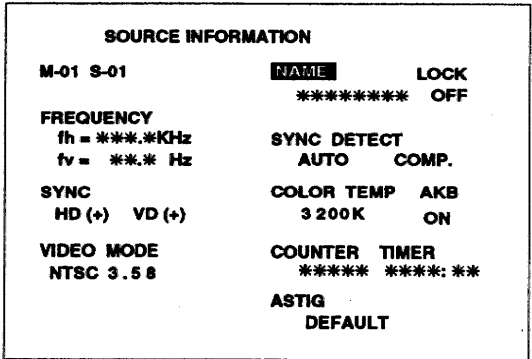 SOURCE INFORMATION
M-01 S-01
FREQUENCY
fh = ***.*KHz
fv = **.* Hz
SYNC
HD (+) VD (+)
VIDEO MODE
NTSC 3.58
NAME LOCK
******** OFF
SYNC DETECT
AUTO COMP.
COLOR TEMP AKB
3200K ON
COUNTER TIMER
***** ****:**
ASTIG
DEFAULT